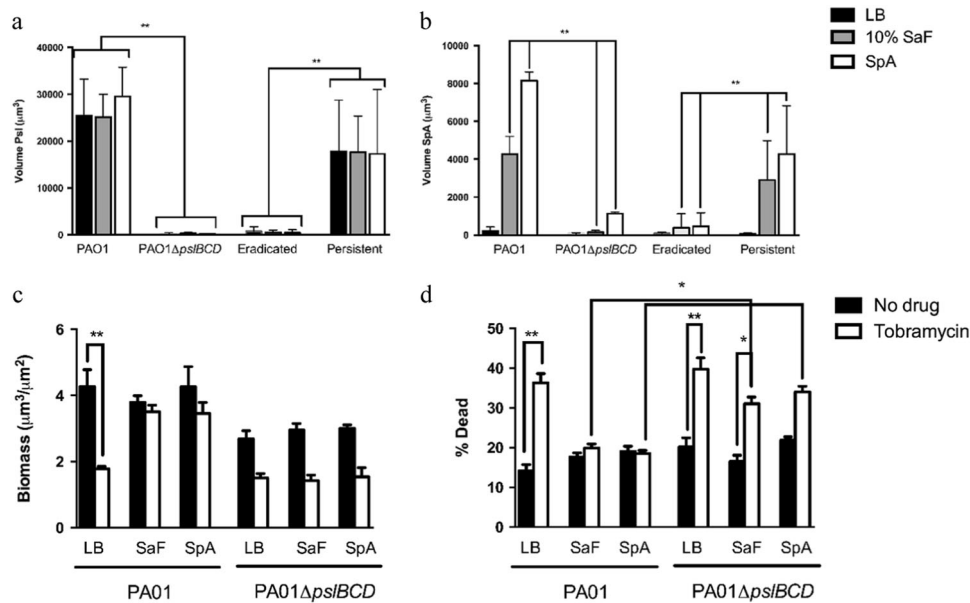 a
Volume Psl (μm³)
40000
30000
20000
10000
0
**
**
PAO1
PAO1ΔpslBCD
Eradicated
Persistent
b
Volume SpA (μm³)
10000
8000
6000
4000
2000
0
**
**
PAO1
PAO1ΔpslBCD
Eradicated
Persistent
LB
10% SaF
SpA
c
Biomass (μm³/μm²)
6
4
2
0
**
LB SaF SpA LB SaF SpA
PA01 PA01ΔpslBCD
d
% Dead
50
40
30
20
10
0
*
** ** *
LB SaF SpA LB SaF SpA
PA01 PA01ΔpslBCD
No drug
Tobramycin